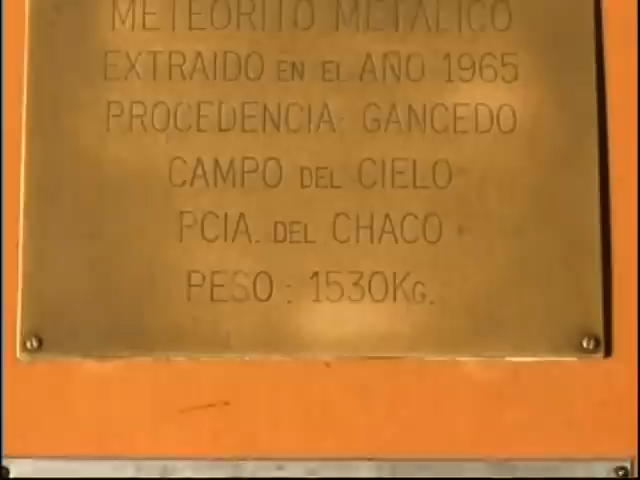 METEORITO METALICO
EXTRAIDO EN EL AÑO 1965
PROCEDENCIA: GANCEDO
CAMPO DEL CIELO
PCIA. DEL CHACO
PESO : 1530KG.